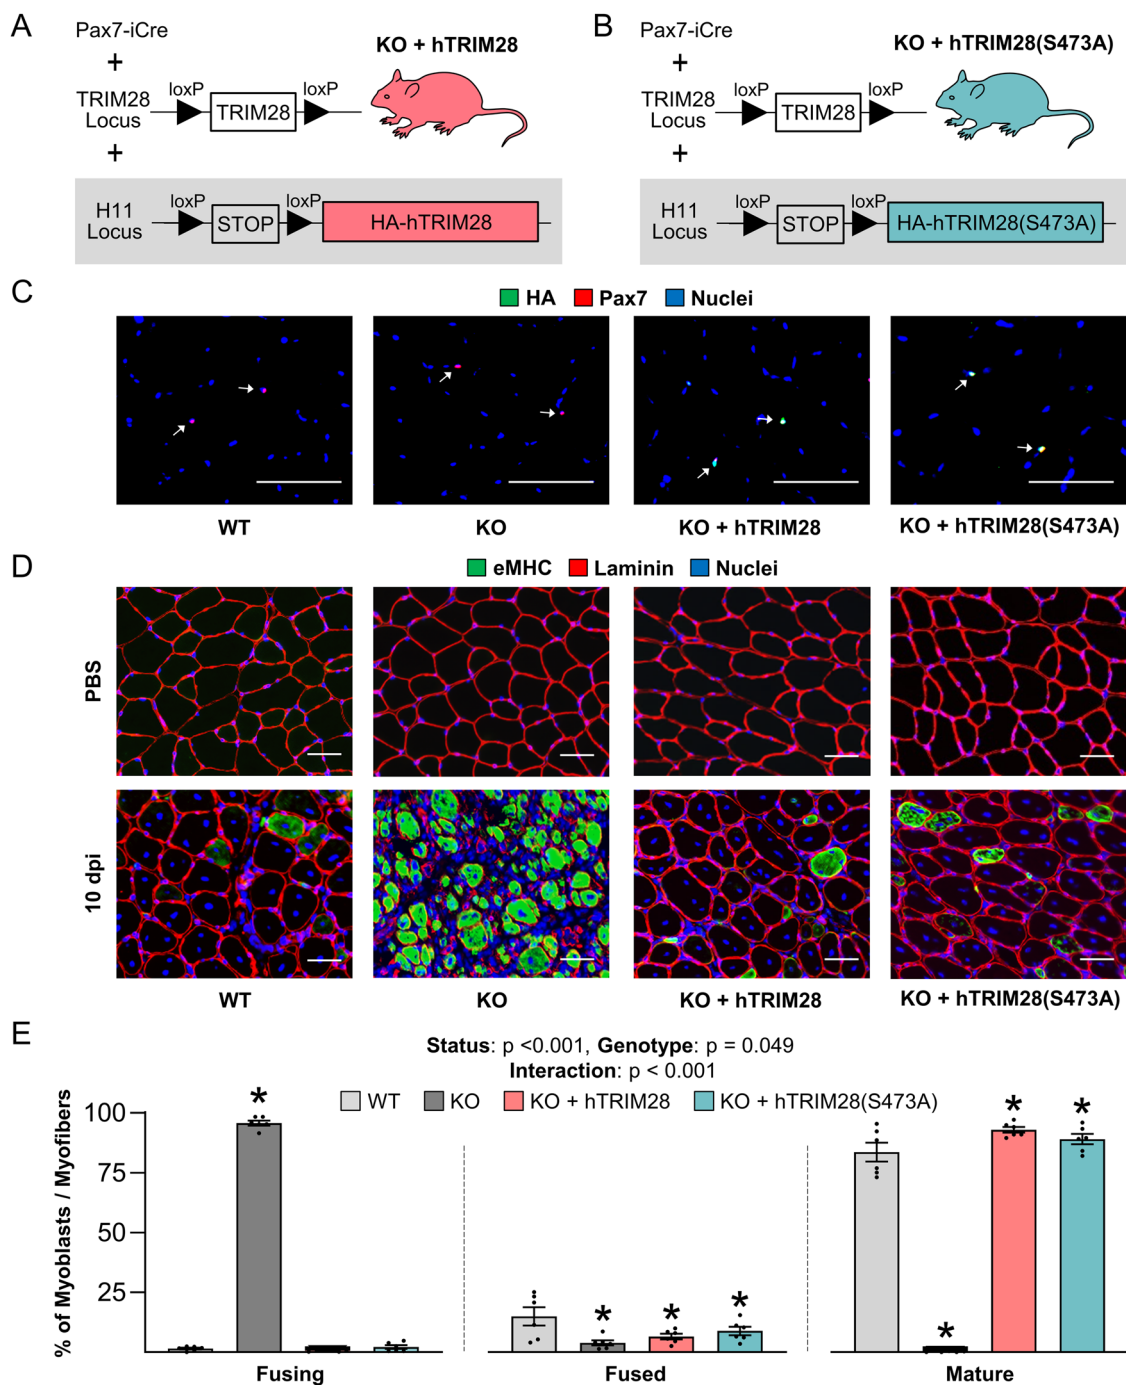 A
Pax7-iCre
+
KO + hTRIM28
loxP
loxP
TRIM28
Locus
TRIM28
+
loxP
loxP
H11
Locus
STOP
HA-hTRIM28
B
Pax7-iCre
+
KO + hTRIM28(S473A)
loxP
loxP
TRIM28
Locus
TRIM28
+
loxP
loxP
H11
Locus
STOP
HA-hTRIM28(S473A)
C
HA Pax7 Nuclei
WT
KO
KO + hTRIM28
KO + hTRIM28(S473A)
D
eMHC Laminin Nuclei
PBS
10 dpi
WT
KO
KO + hTRIM28
KO + hTRIM28(S473A)
E
Status: p <0.001, Genotype: p = 0.049
Interaction: p < 0.001
WT KO KO + hTRIM28 KO + hTRIM28(S473A)
% of Myoblasts / Myofibers
100
75
50
25
*
* * *
* * *
Fusing
Fused
Mature